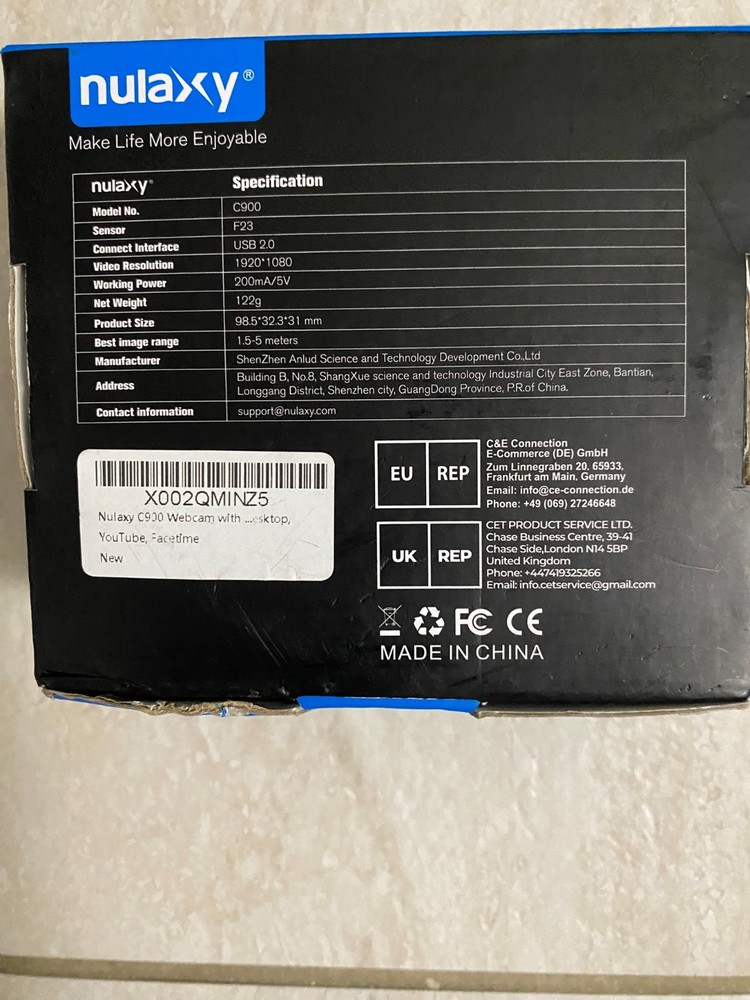 nulaxy®
Make Life More Enjoyable
nulaxy® Specification
Model No. C900
Sensor F23
Connect Interface USB 2.0
Video Resolution 1920*1080
Working Power 200mA/5V
Net Weight 122g
Product Size 98.5*32.3*31 mm
Best image range 1.5-5 meters
Manufacturer ShenZhen Anlud Science and Technology Development Co.,Ltd
Address Building B, No.8, ShangXue science and technology Industrial City East Zone, Bantian,
Longgang District, Shenzhen city, GuangDong Province, P.R.of China.
Contact information support@nulaxy.com
X002QMINZ5
Nulaxy C900 Webcam with ...esktop,
YouTube, Facetime
New
EU REP
C&E Connection
E-Commerce (DE) GmbH
Zum Linnegraben 20, 65933,
Frankfurt am Main, Germany
Email: info@ce-connection.de
Phone: +49 (069) 27246648
UK REP
CET PRODUCT SERVICE LTD.
Chase Business Centre, 39-41
Chase Side,London N14 5BP
United Kingdom
Phone: +447419325266
Email: info.cetservice@gmail.com
FC CE
MADE IN CHINA